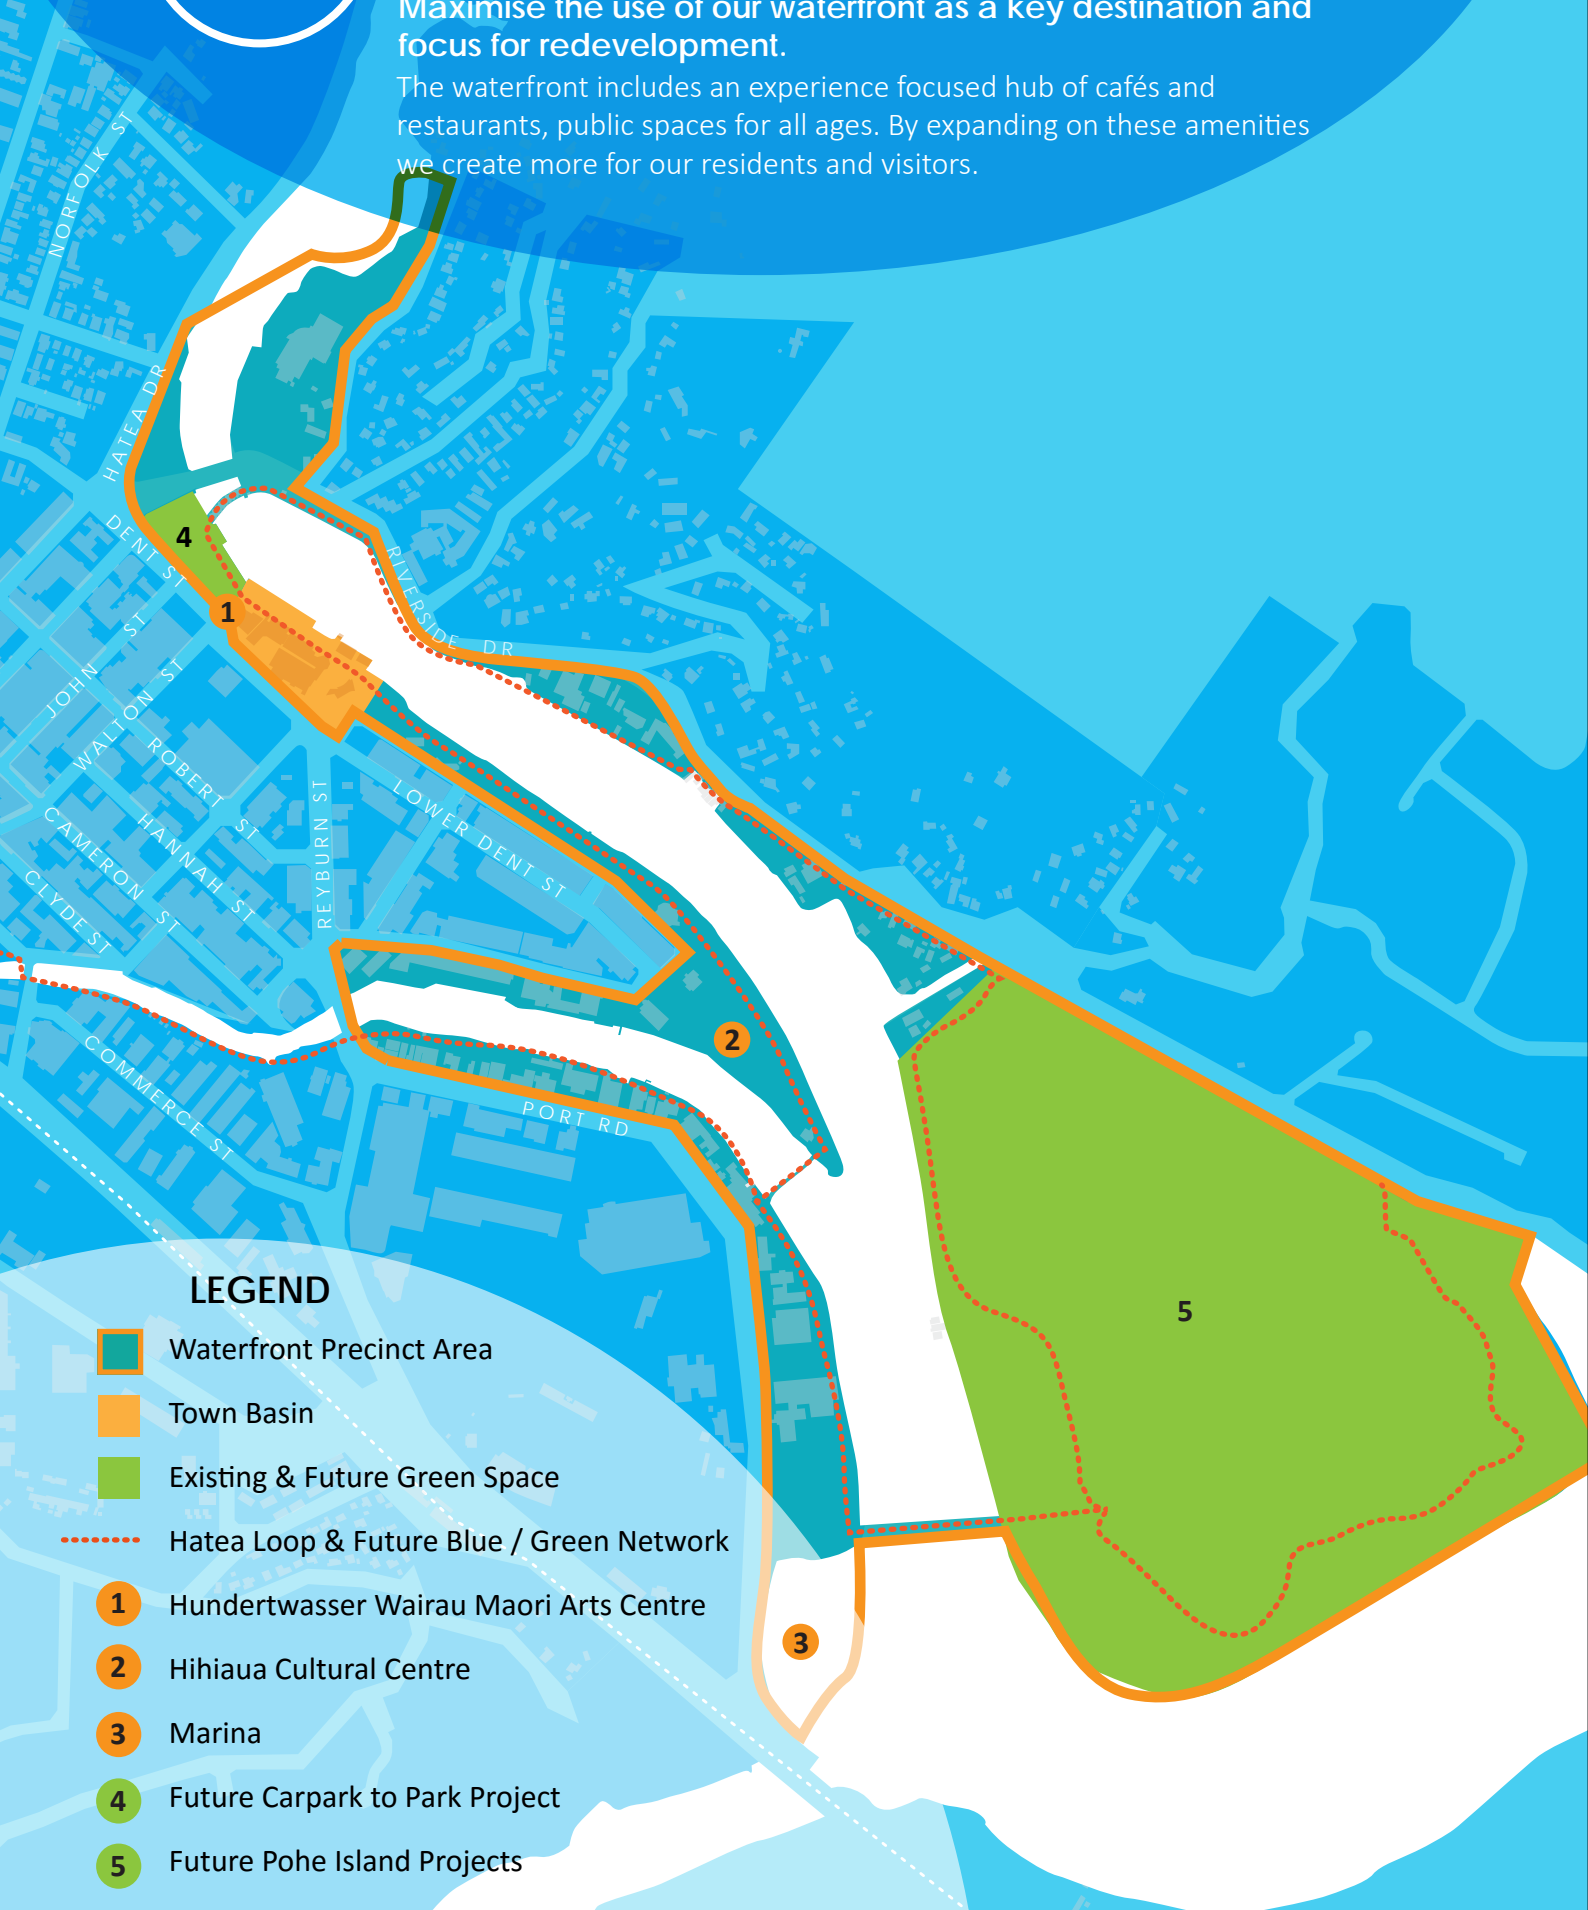 Maximise the use of our waterfront as a key destination and
focus for redevelopment.
The waterfront includes an experience focused hub of cafés and
restaurants, public spaces for all ages. By expanding on these amenities
we create more for our residents and visitors.
NORFOLK ST
HATEA DR
DENT ST
4
1
RIVERSIDE DR
JOHN ST
WALTON ST
ROBERT ST
HANNAH ST
CAMERON ST
CLYDE ST
REYBURN ST
LOWER DENT ST
2
COMMERCE ST
PORT RD
5
3
LEGEND
Waterfront Precinct Area
Town Basin
Existing & Future Green Space
Hatea Loop & Future Blue / Green Network
1 Hundertwasser Wairau Maori Arts Centre
2 Hihiaua Cultural Centre
3 Marina
4 Future Carpark to Park Project
5 Future Pohe Island Projects